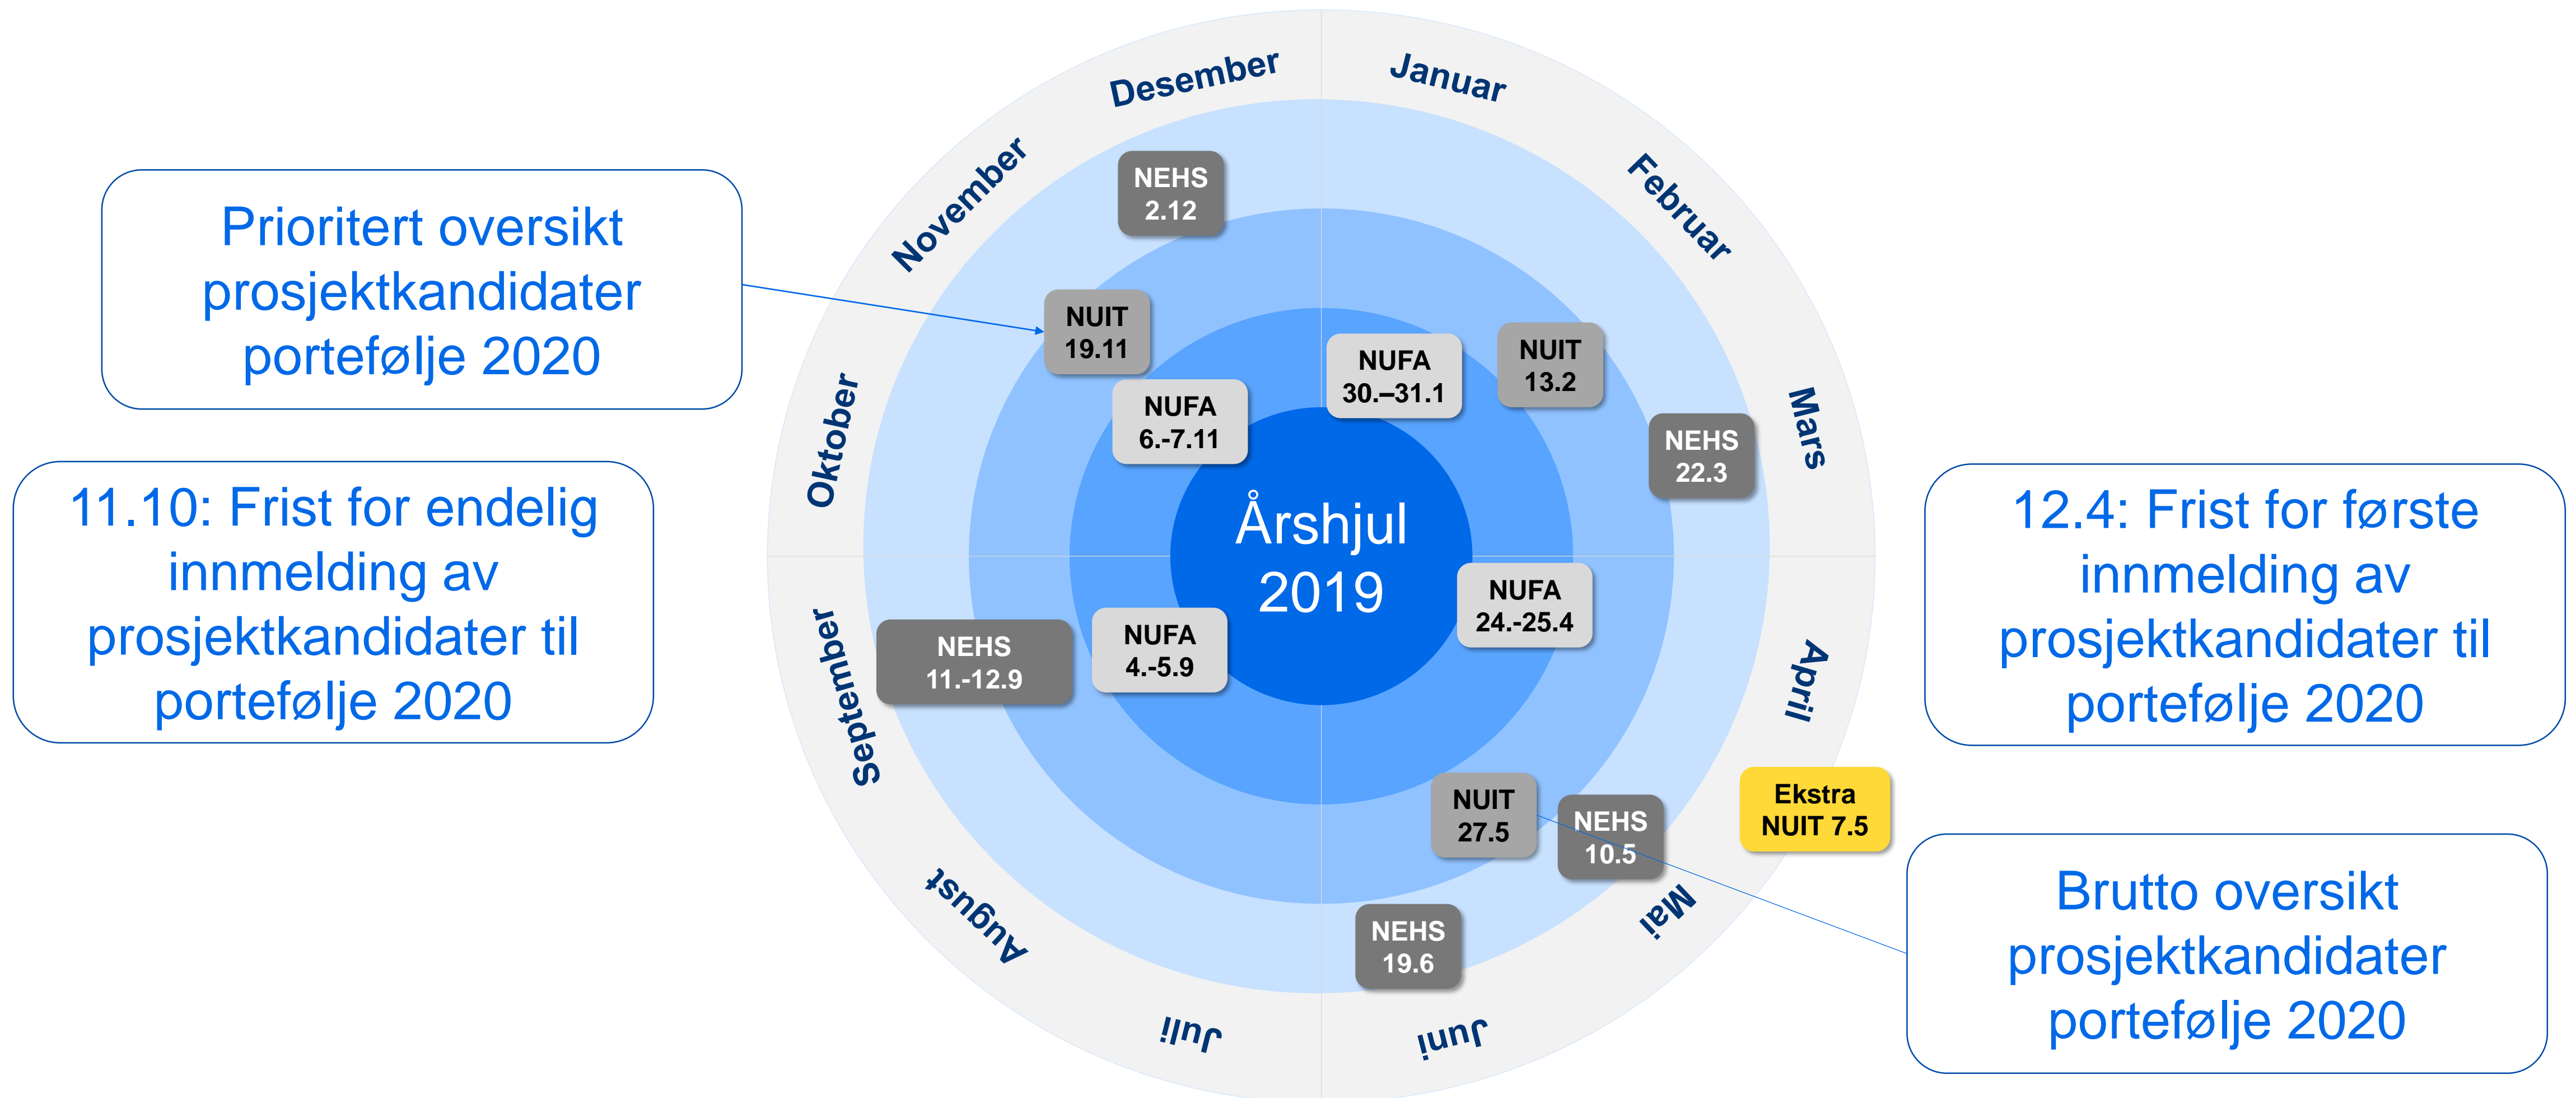 Desember
Januar
Februar
Mars
April
Mai
Juni
Juli
August
September
Oktober
November
Årshjul
2019
NUFA
30.–31.1
NUIT
13.2
NEHS
22.3
NUFA
24.-25.4
Ekstra
NUIT 7.5
NEHS
10.5
NUIT
27.5
NEHS
19.6
NUFA
4.-5.9
NEHS
11.-12.9
NUFA
6.-7.11
NUIT
19.11
NEHS
2.12
Prioritert oversikt
prosjektkandidater
portefølje 2020
11.10: Frist for endelig
innmelding av
prosjektkandidater til
portefølje 2020
12.4: Frist for første
innmelding av
prosjektkandidater til
portefølje 2020
Brutto oversikt
prosjektkandidater
portefølje 2020